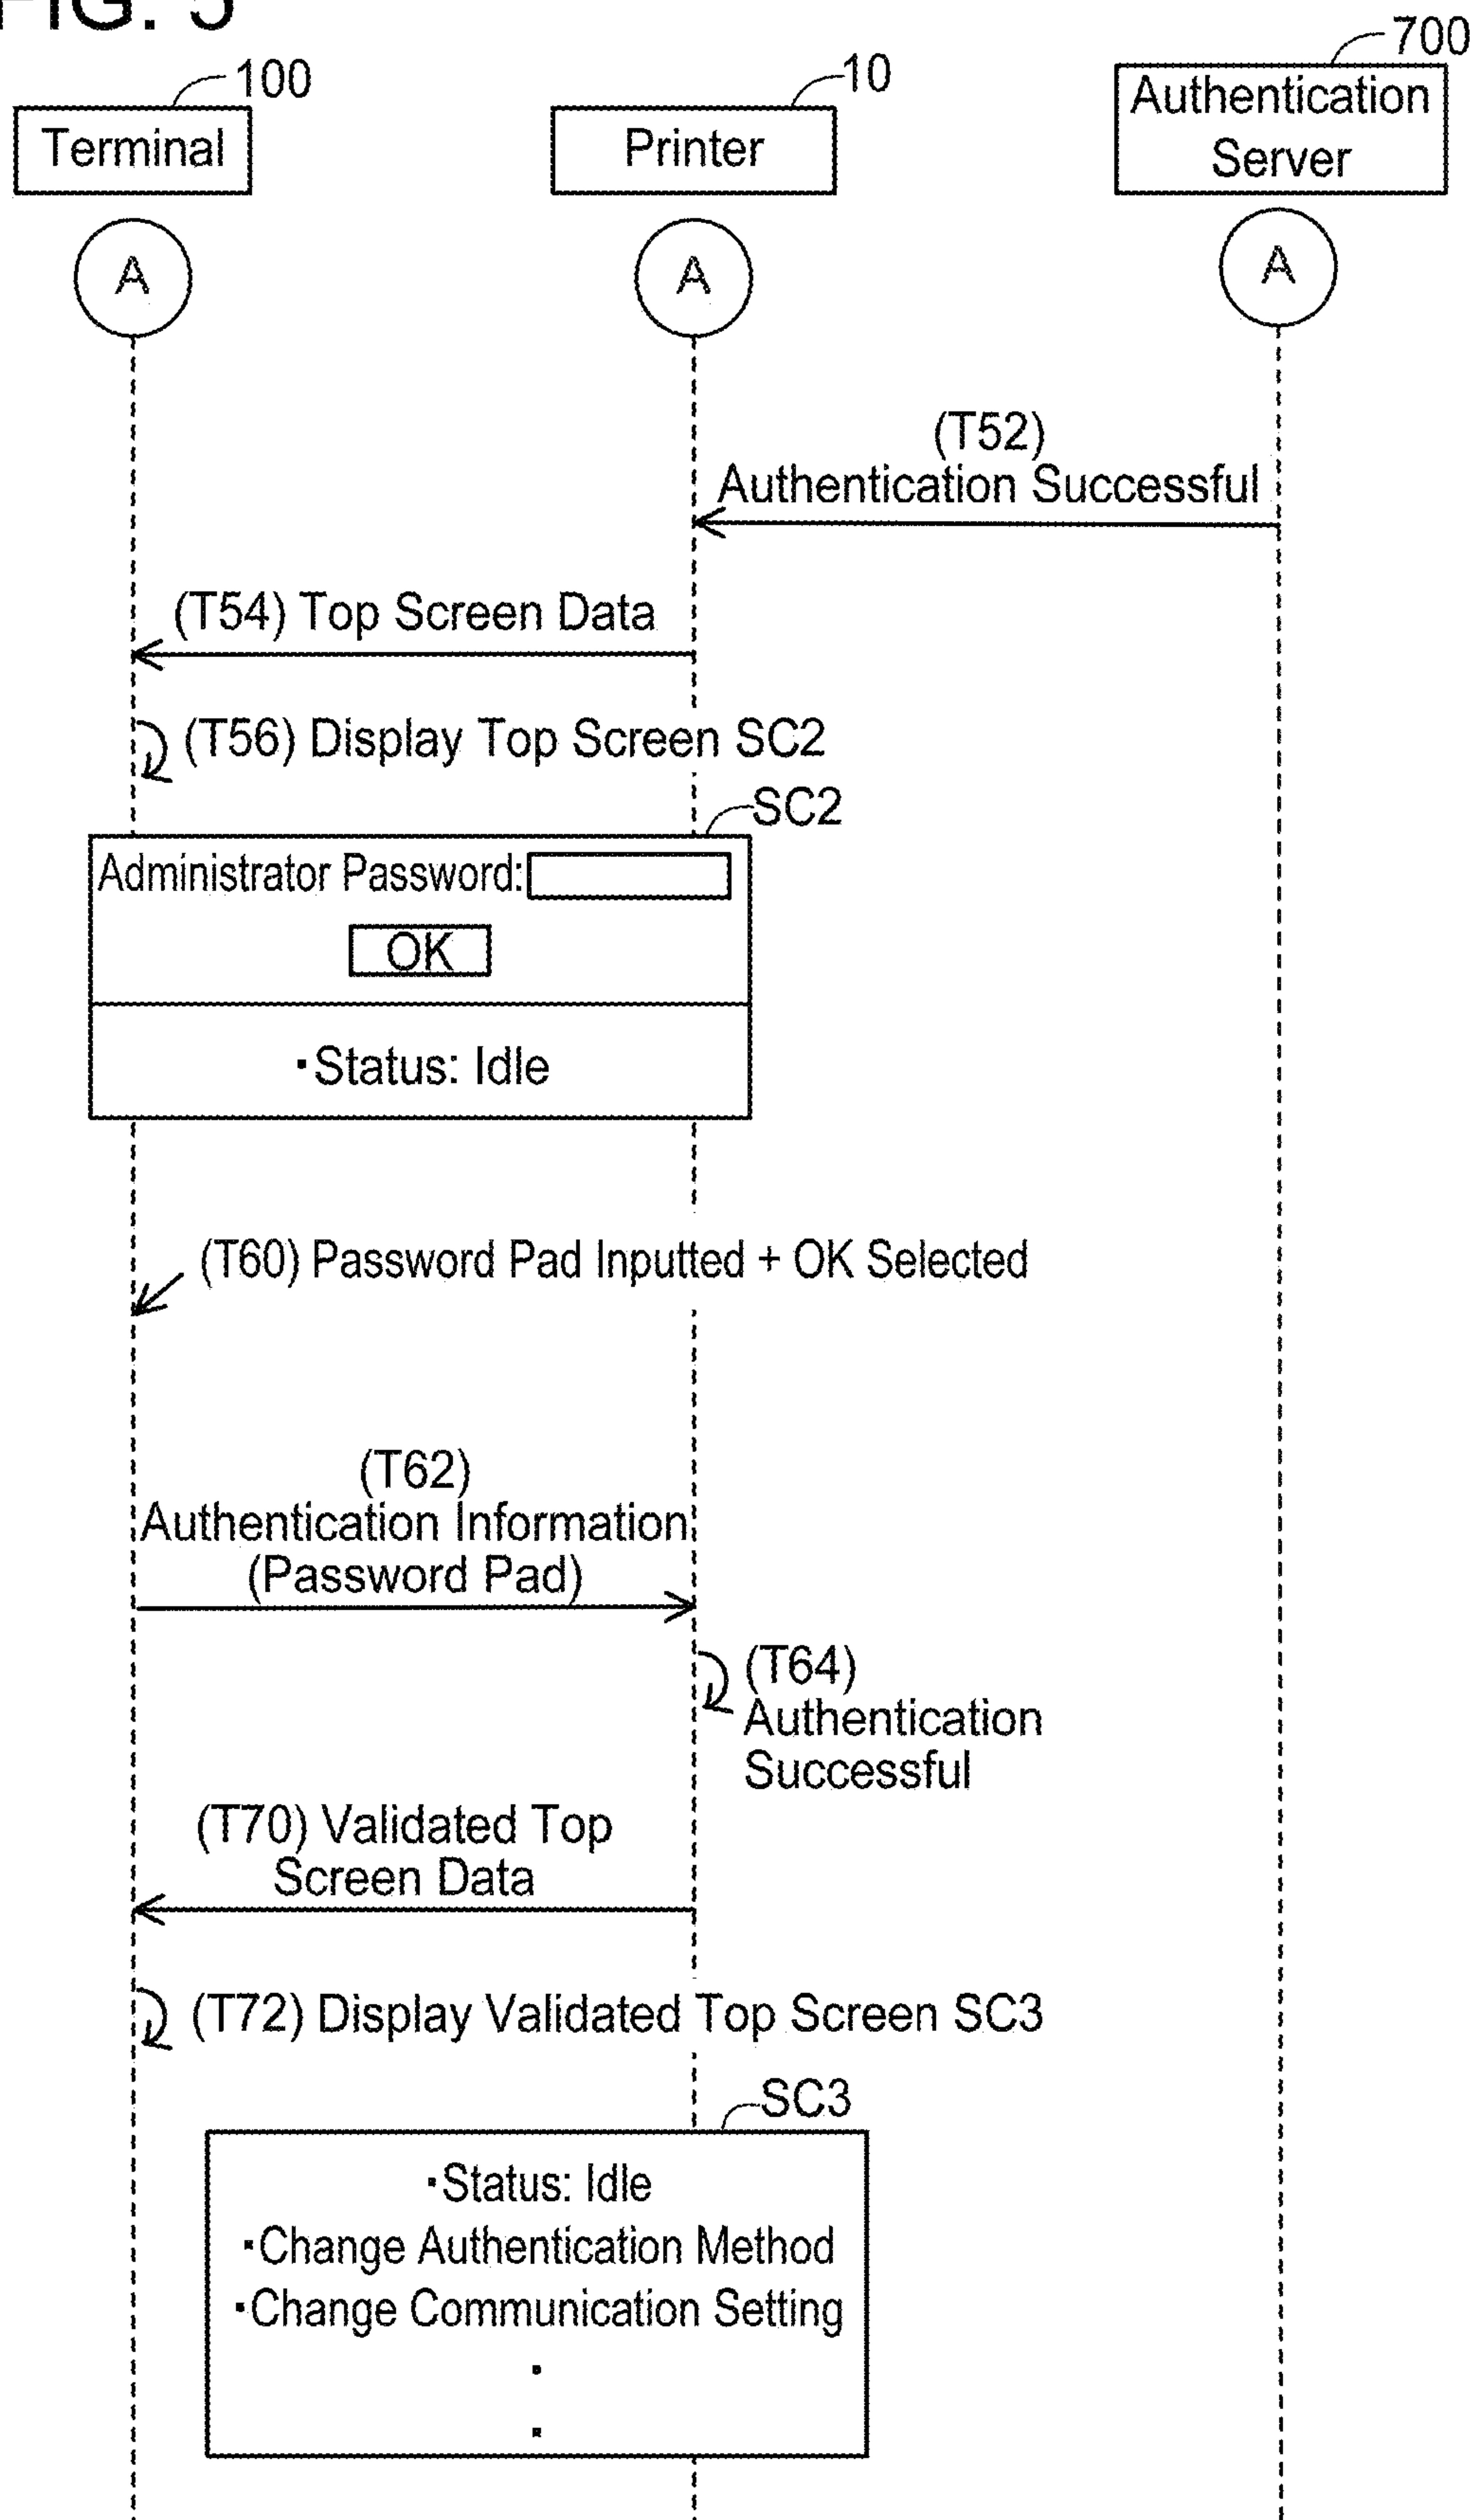 FIG. 5
100
10
700
Terminal
Printer
Authentication
Server
A
A
A
(T52)
Authentication Successful
(T54) Top Screen Data
(T56) Display Top Screen SC2
SC2
Administrator Password:
OK
・Status: Idle
(T60) Password Pad Inputted + OK Selected
(T62)
Authentication Information
(Password Pad)
(T64)
Authentication
Successful
(T70) Validated Top
Screen Data
(T72) Display Validated Top Screen SC3
SC3
・Status: Idle
・Change Authentication Method
・Change Communication Setting
・
・